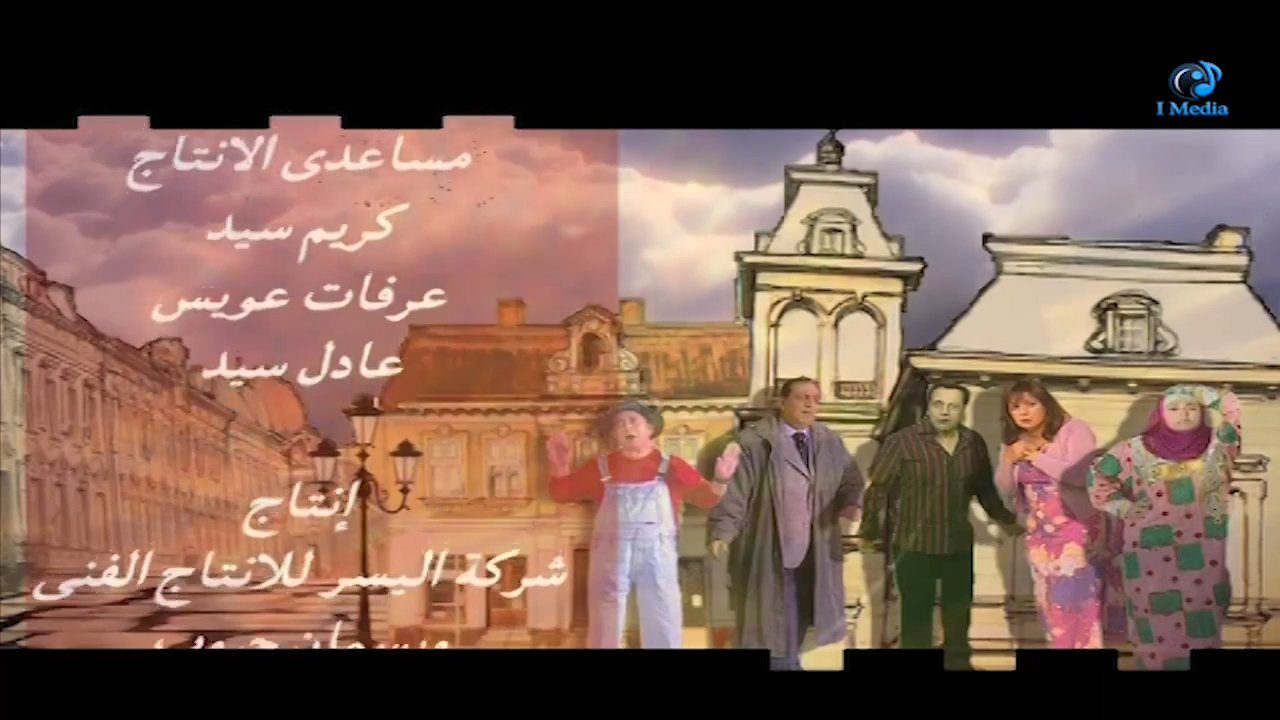 I Media
مساعدى الانتاج
كريم سيد
عرفات عويس
عادل سيد
إنتاج
شركة اليسر للانتاج الفنى